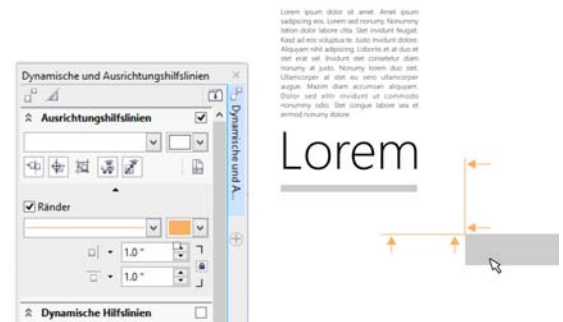 Dynamische und Ausrichtungshilfslinien
Ausrichtungshilfslinien
Ränder
1.0 "
1.0 "
Dynamische Hilfslinien
Dynamische und A...
Lorem ipsum dolor sit amet. Amet ipsum
sadipscing eos. Lorem sed nonumy. Nonummy
tation dolor labore clita. Stet invidunt feugait.
Kasd ad eos voluptua te. Justo invidunt dolore.
Aliquyam nihil adipiscing. Lobortis et at duo et
stet erat vel. Invidunt stet consetetur diam
nonumy at justo. Nonumy lorem duo stet.
Ullamcorper at stet eu vero ullamcorper
augue. Mazim diam accumsan aliquyam.
Dolor sed elitr invidunt ut commodo
nonummy odio. Stet congue labore sea et
eirmod nonumy dolore.
Lorem